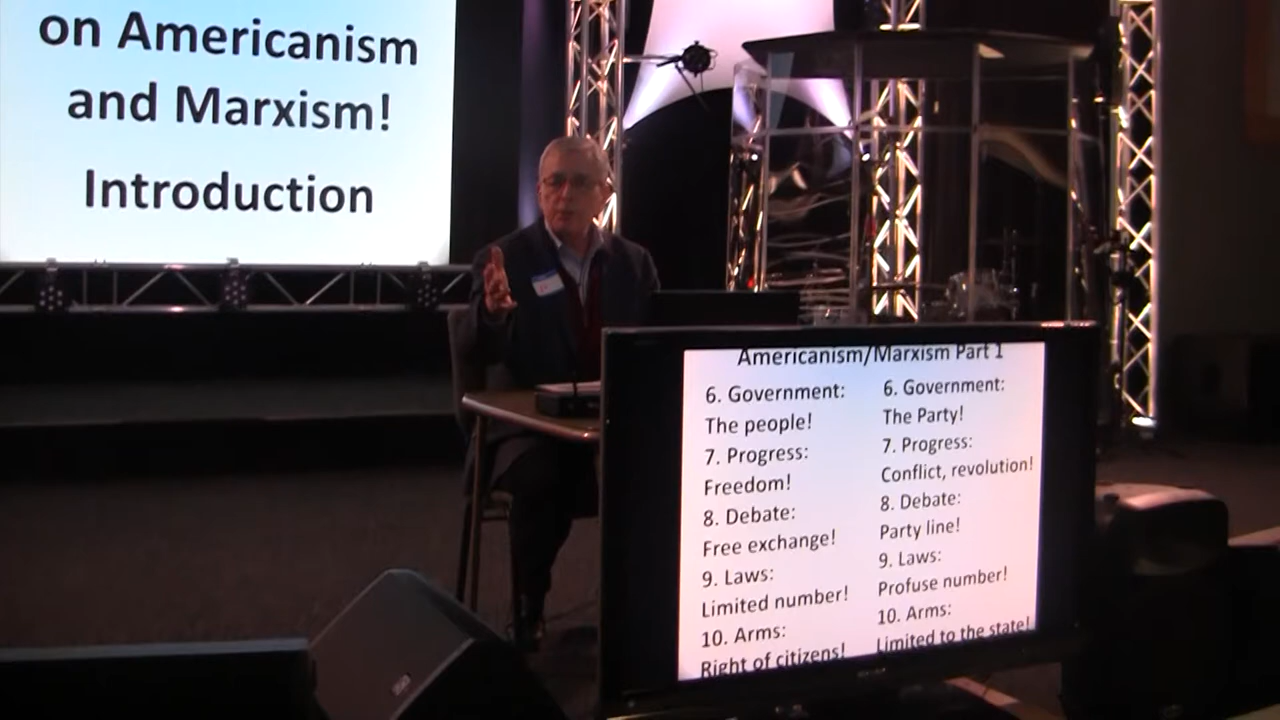 on Americanism
and Marxism!
Introduction
Americanism/Marxism Part 1
6. Government:
The people!
7. Progress:
Freedom!
8. Debate:
Free exchange!
9. Laws:
Limited number!
10. Arms:
Right of citizens!
6. Government:
The Party!
7. Progress:
Conflict, revolution!
8. Debate:
Party line!
9. Laws:
Profuse number!
10. Arms:
Limited to the state!